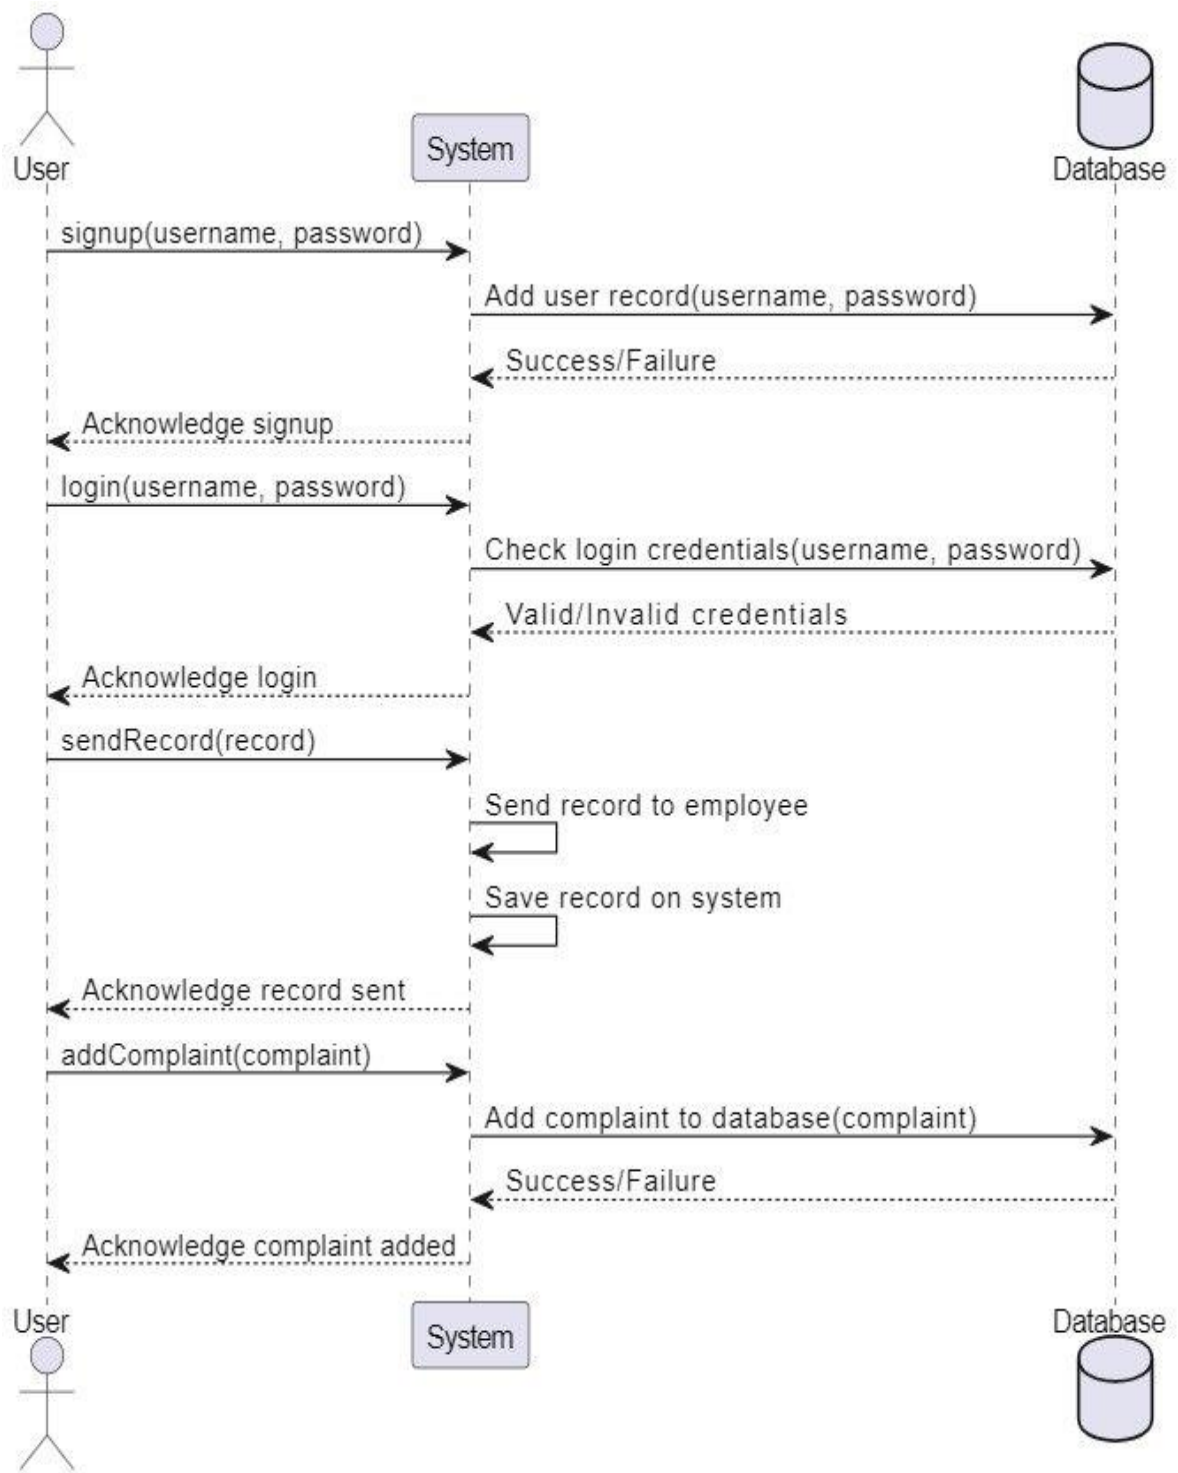 User
System
Database
signup(username, password)
Add user record(username, password)
Success/Failure
Acknowledge signup
login(username, password)
Check login credentials(username, password)
Valid/Invalid credentials
Acknowledge login
sendRecord(record)
Send record to employee
Save record on system
Acknowledge record sent
addComplaint(complaint)
Add complaint to database(complaint)
Success/Failure
Acknowledge complaint added
User
System
Database